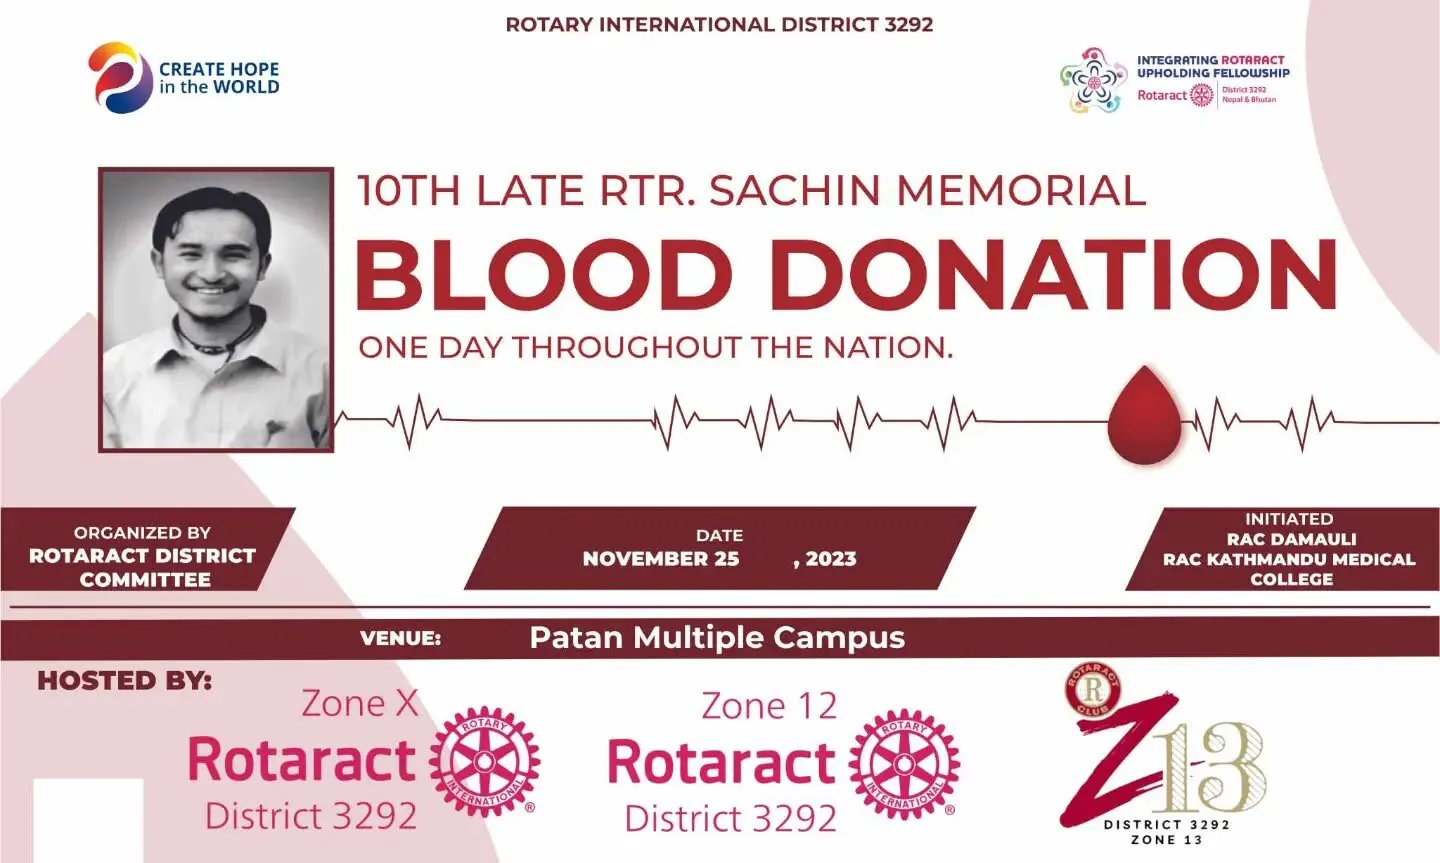 ROTARY INTERNATIONAL DISTRICT 3292
CREATE HOPE
in the WORLD
INTEGRATING ROTARACT
UPHOLDING FELLOWSHIP
Rotaract
District 3292
Nepal & Bhutan
10TH LATE RTR. SACHIN MEMORIAL
BLOOD DONATION
ONE DAY THROUGHOUT THE NATION.
ORGANIZED BY
ROTARACT DISTRICT
COMMITTEE
DATE
NOVEMBER 25 , 2023
INITIATED
RAC DAMAULI
RAC KATHMANDU MEDICAL
COLLEGE
VENUE: Patan Multiple Campus
HOSTED BY:
Zone X
Rotaract
District 3292
ROTARY
INTERNATIONAL
®
Zone 12
Rotaract
District 3292
ROTARY
INTERNATIONAL
®
ROTARACT
R
CLUB
Z13
DISTRICT 3292
ZONE 13